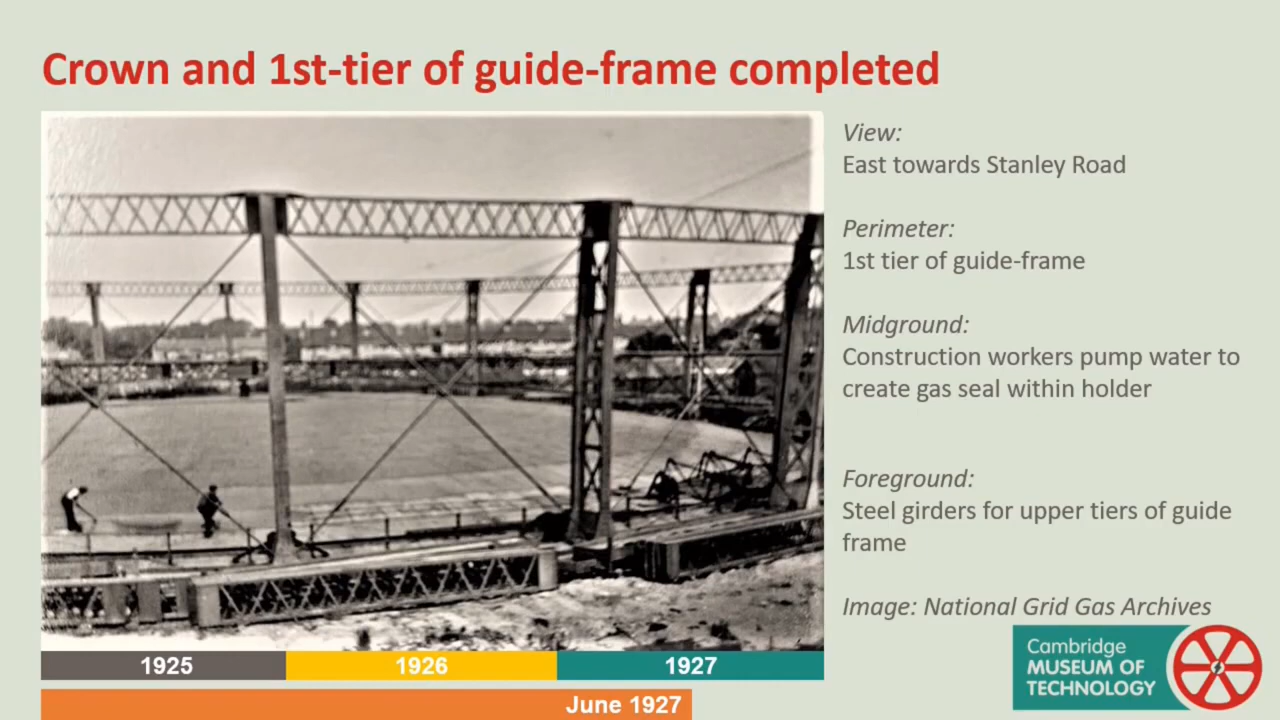 Crown and 1st-tier of guide-frame completed
View:
East towards Stanley Road
Perimeter:
1st tier of guide-frame
Midground:
Construction workers pump water to
create gas seal within holder
Foreground:
Steel girders for upper tiers of guide
frame
Image: National Grid Gas Archives
1925
1926
1927
June 1927
Cambridge
MUSEUM OF
TECHNOLOGY